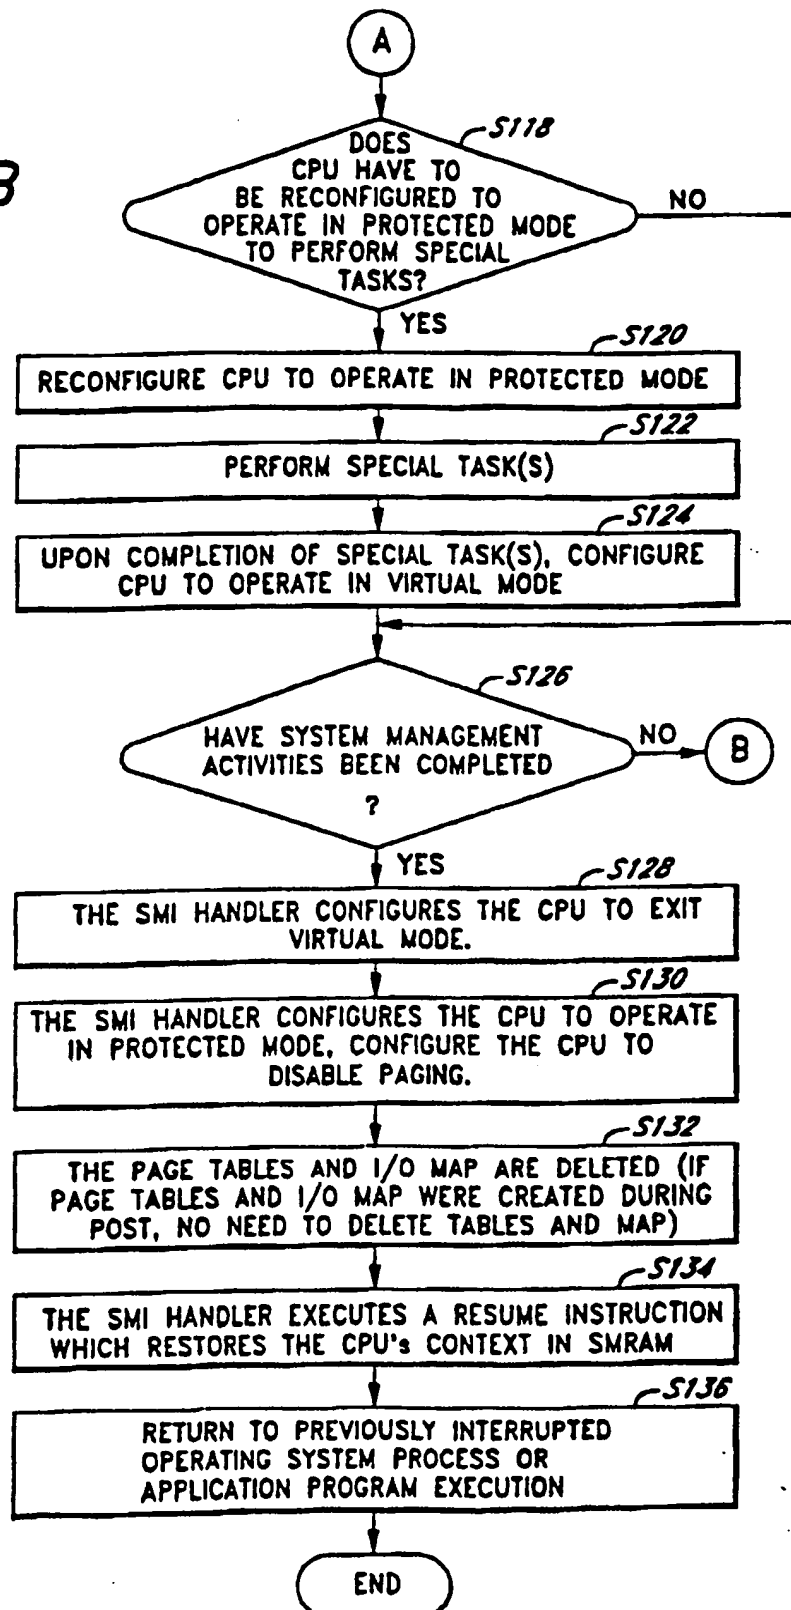 A
S118
B
DOES
CPU HAVE TO
BE RECONFIGURED TO
OPERATE IN PROTECTED MODE
TO PERFORM SPECIAL
TASKS?
NO
YES
S120
RECONFIGURE CPU TO OPERATE IN PROTECTED MODE
S122
PERFORM SPECIAL TASK(S)
S124
UPON COMPLETION OF SPECIAL TASK(S), CONFIGURE
CPU TO OPERATE IN VIRTUAL MODE
S126
HAVE SYSTEM MANAGEMENT
ACTIVITIES BEEN COMPLETED
?
NO
B
YES
S128
THE SMI HANDLER CONFIGURES THE CPU TO EXIT
VIRTUAL MODE.
S130
THE SMI HANDLER CONFIGURES THE CPU TO OPERATE
IN PROTECTED MODE, CONFIGURE THE CPU TO
DISABLE PAGING.
S132
THE PAGE TABLES AND I/O MAP ARE DELETED (IF
PAGE TABLES AND I/O MAP WERE CREATED DURING
POST, NO NEED TO DELETE TABLES AND MAP)
S134
THE SMI HANDLER EXECUTES A RESUME INSTRUCTION
WHICH RESTORES THE CPU's CONTEXT IN SMRAM
S136
RETURN TO PREVIOUSLY INTERRUPTED
OPERATING SYSTEM PROCESS OR
APPLICATION PROGRAM EXECUTION
END